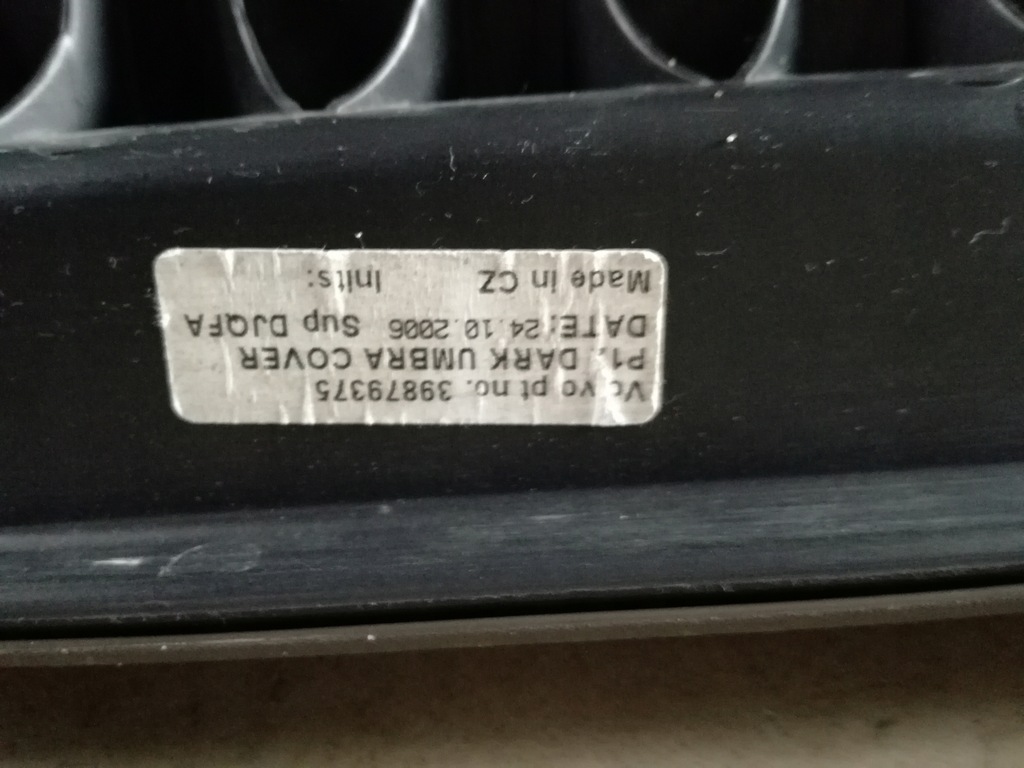 Volvo pt no. 39879375
P1. DARK UMBRA COVER
DATE: 24.10.2006 Sup DJQFA
Made in CZ Inits: